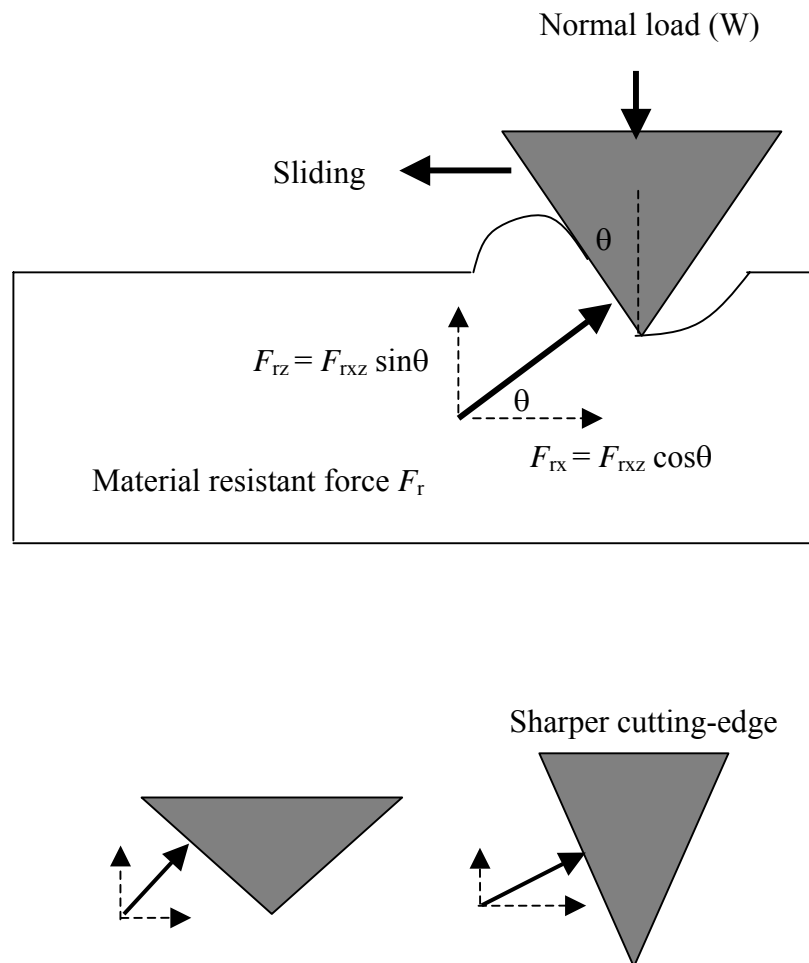 Normal load (W)
Sliding
θ
F_rz = F_rxz sinθ
θ
F_rx = F_rxz cosθ
Material resistant force F_r
Sharper cutting-edge